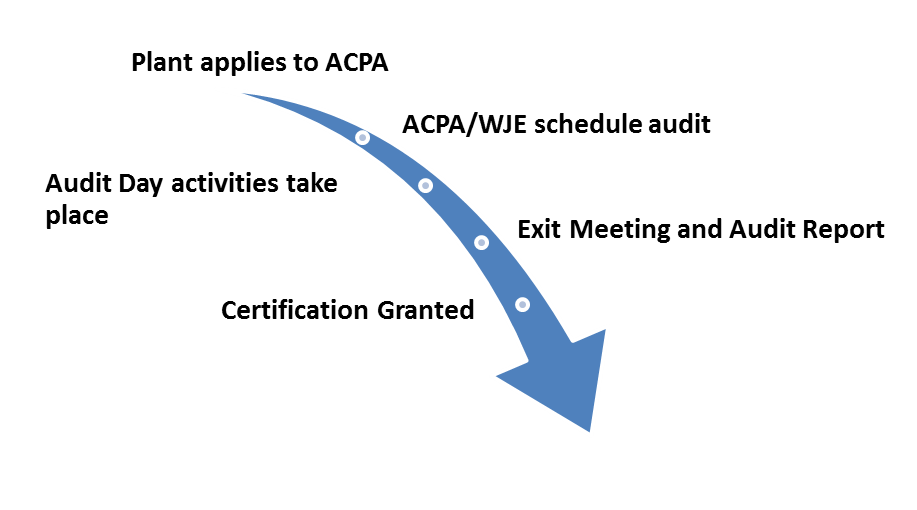 Plant applies to ACPA
ACPA/WJE schedule audit
Audit Day activities take
place
Exit Meeting and Audit Report
Certification Granted